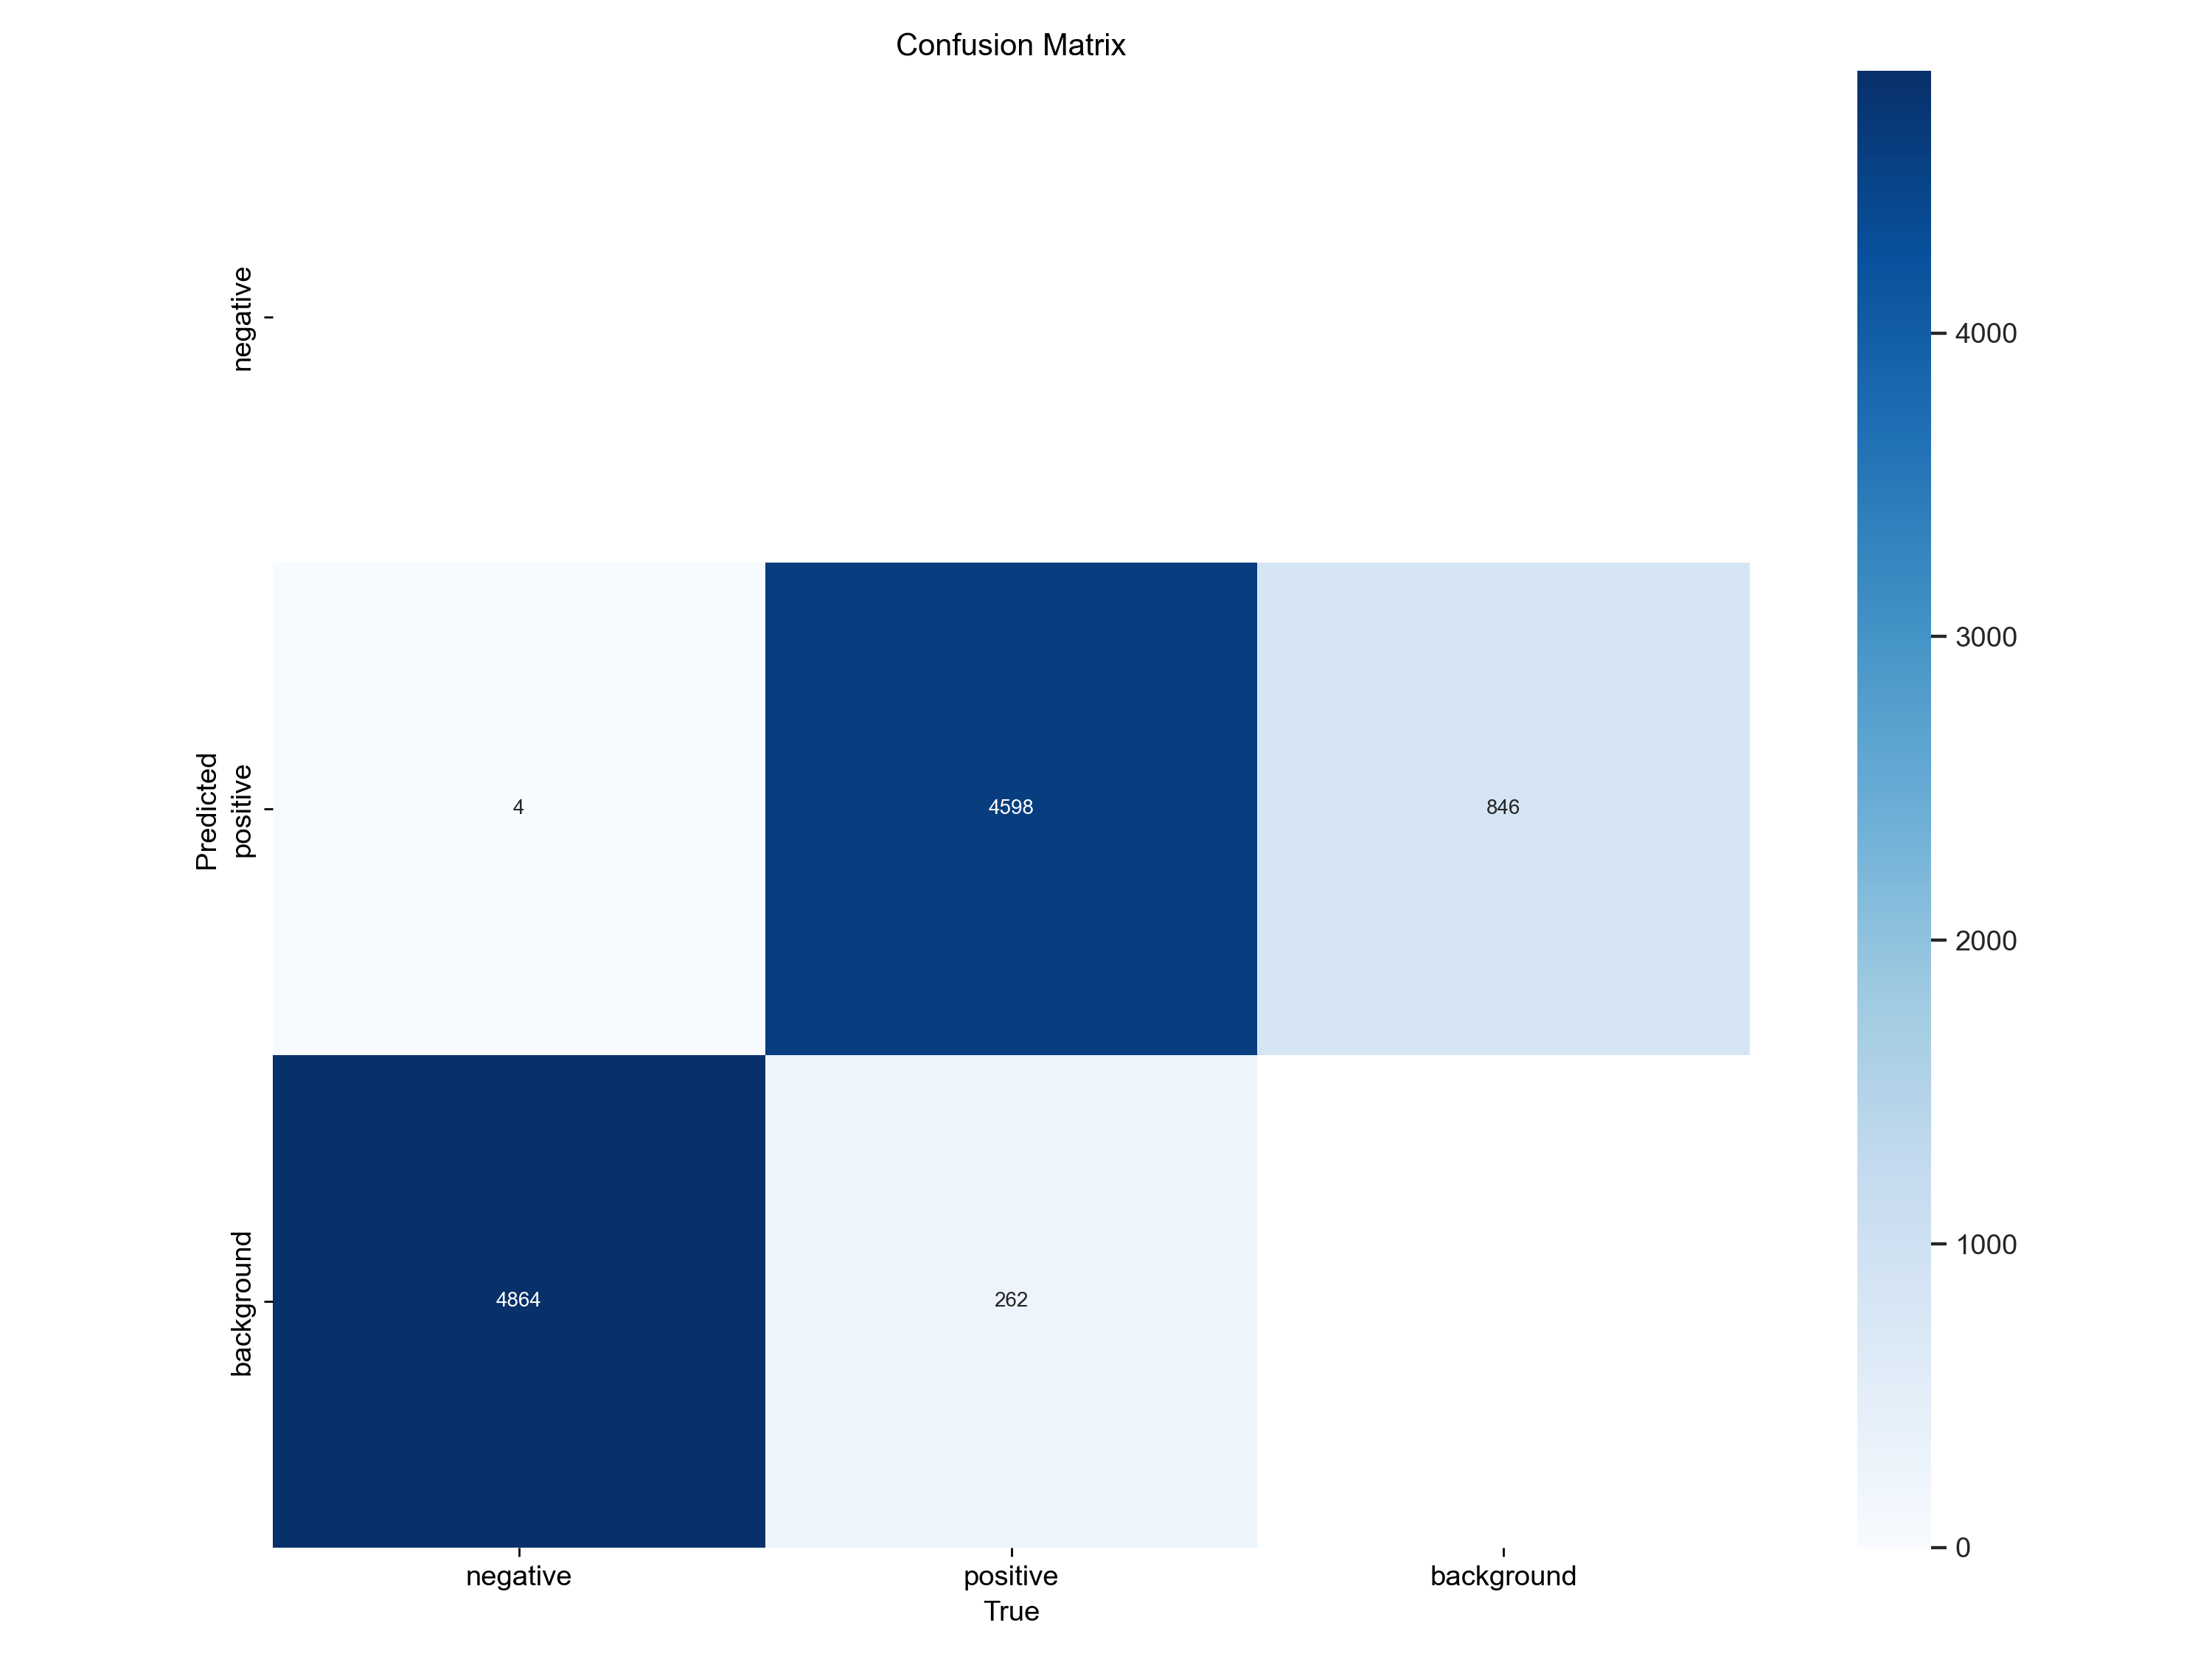 Confusion Matrix
negative
Predicted
positive
background
4
4598
846
4864
262
negative
positive
background
True
4000
3000
2000
1000
0